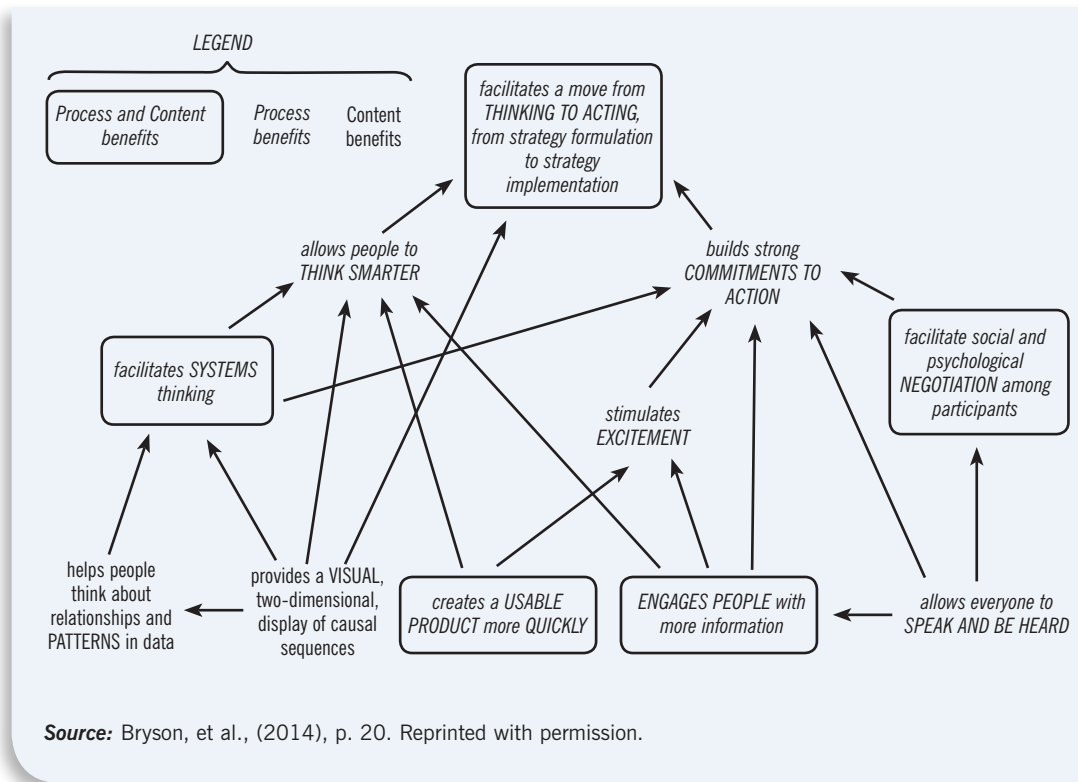 LEGEND
Process and Content
benefits
Process
benefits
Content
benefits
facilitates a move from
THINKING TO ACTING,
from strategy formulation
to strategy
implementation
allows people to
THINK SMARTER
builds strong
COMMITMENTS TO
ACTION
facilitates SYSTEMS
thinking
facilitate social and
psychological
NEGOTIATION among
participants
stimulates
EXCITEMENT
helps people
think about
relationships and
PATTERNS in data
provides a VISUAL,
two-dimensional,
display of causal
sequences
creates a USABLE
PRODUCT more QUICKLY
ENGAGES PEOPLE with
more information
allows everyone to
SPEAK AND BE HEARD
Source: Bryson, et al., (2014), p. 20. Reprinted with permission.